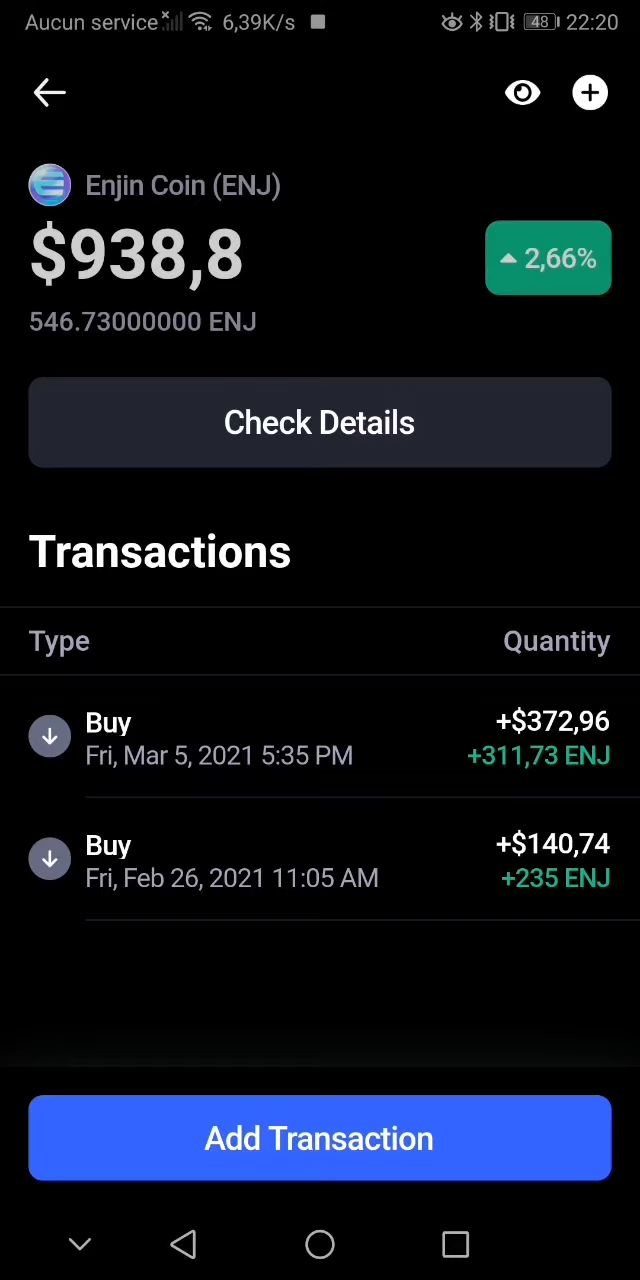 Aucun service 6,39K/s 48 22:20
Enjin Coin (ENJ)
$938,8
2,66%
546.73000000 ENJ
Check Details
Transactions
Type Quantity
Buy +$372,96
Fri, Mar 5, 2021 5:35 PM +311,73 ENJ
Buy +$140,74
Fri, Feb 26, 2021 11:05 AM +235 ENJ
Add Transaction